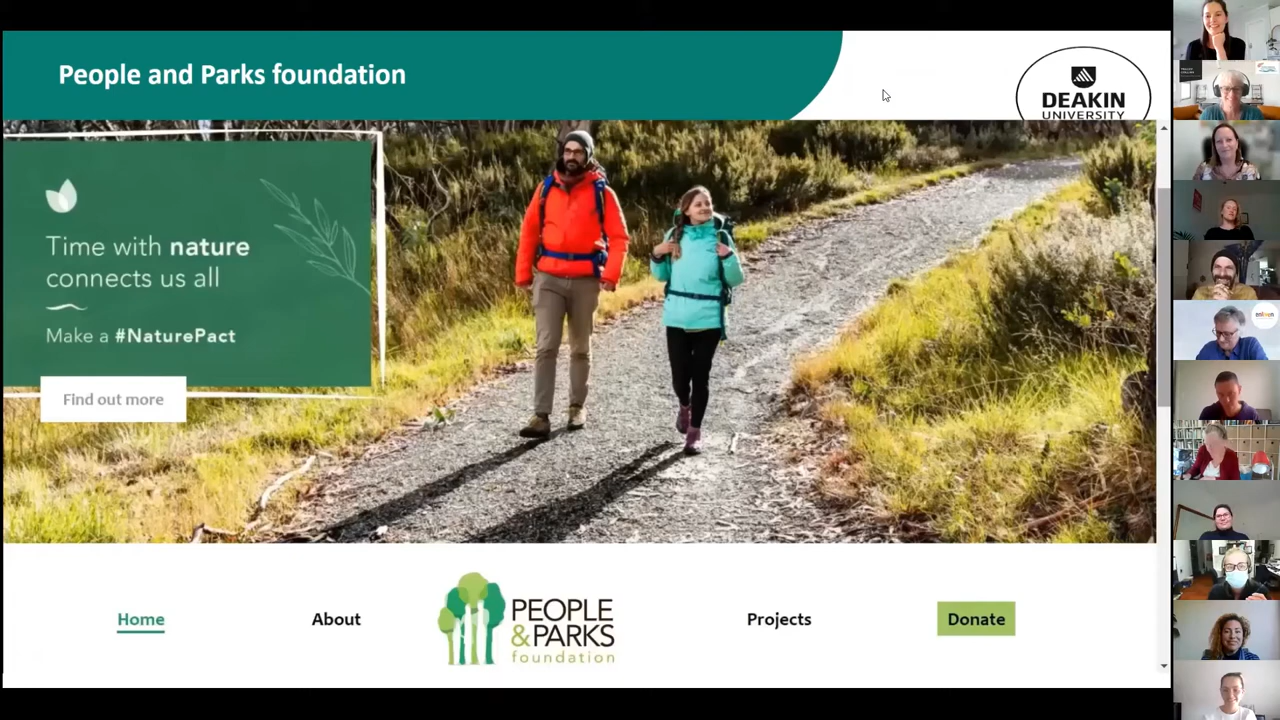 People and Parks foundation
DEAKIN
UNIVERSITY
Time with nature
connects us all
Make a #NaturePact
Find out more
Home
About
PEOPLE
&PARKS
foundation
Projects
Donate